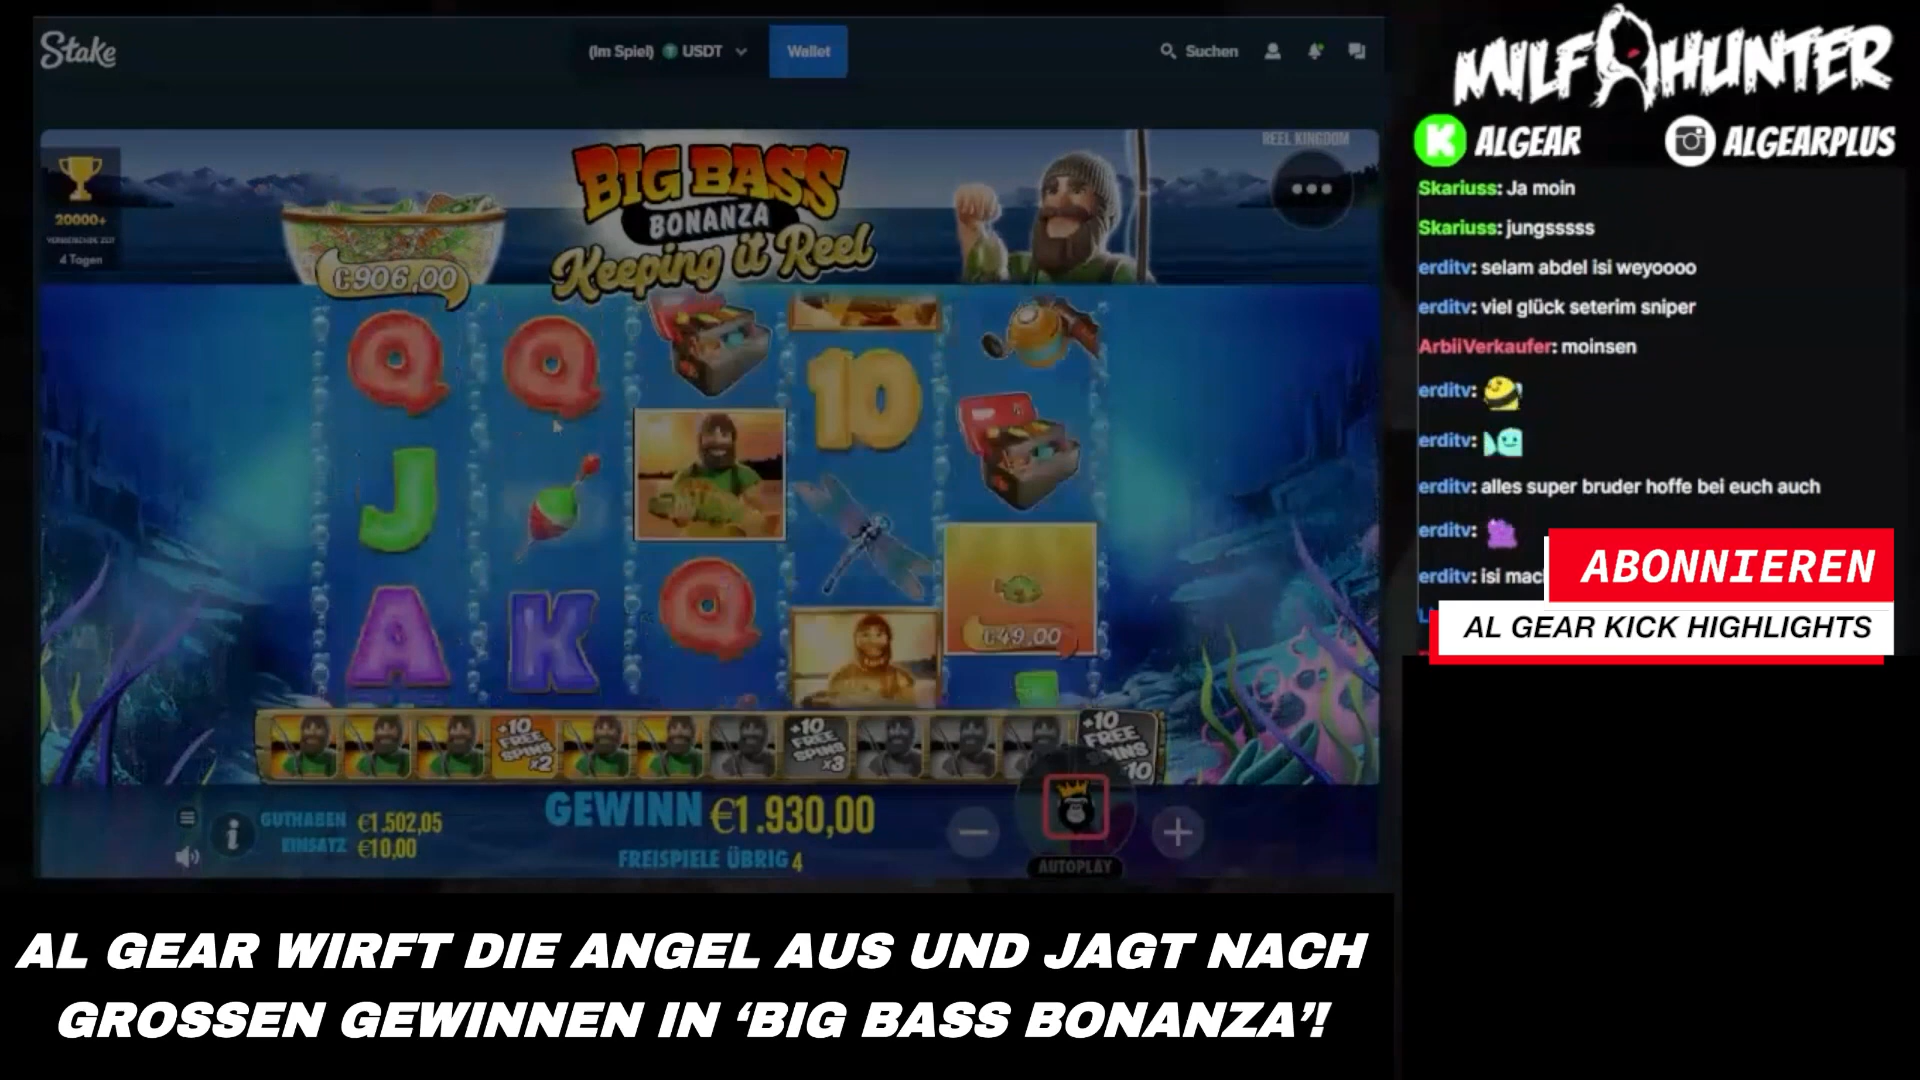 Stake
(Im Spiel) USDT
Wallet
Suchen
MILF HUNTER
ALGEAR
ALGEARPLUS
20000+
4 Tagen
REEL KINGDOM
BIG BASS
BONANZA
Keeping it Reel
€906,00
Q
Q
10
J
A
K
Q
€49,00
+10
FREE
SPINS
x2
+10
FREE
SPINS
x3
+10
FREE
SPINS
x10
GUTHABEN €1.502,05
EINSATZ €10,00
GEWINN €1.930,00
FREISPIELE ÜBRIG 4
AUTOPLAY
Skariuss: Ja moin
Skariuss: jungsssss
erditv: selam abdel isi weyoooo
erditv: viel glück seterim sniper
ArbiiVerkaufer: moinsen
erditv:
erditv:
erditv: alles super bruder hoffe bei euch auch
erditv:
erditv: isi mac
ABONNIEREN
AL GEAR KICK HIGHLIGHTS
AL GEAR WIRFT DIE ANGEL AUS UND JAGT NACH
GROSSEN GEWINNEN IN ‘BIG BASS BONANZA’!